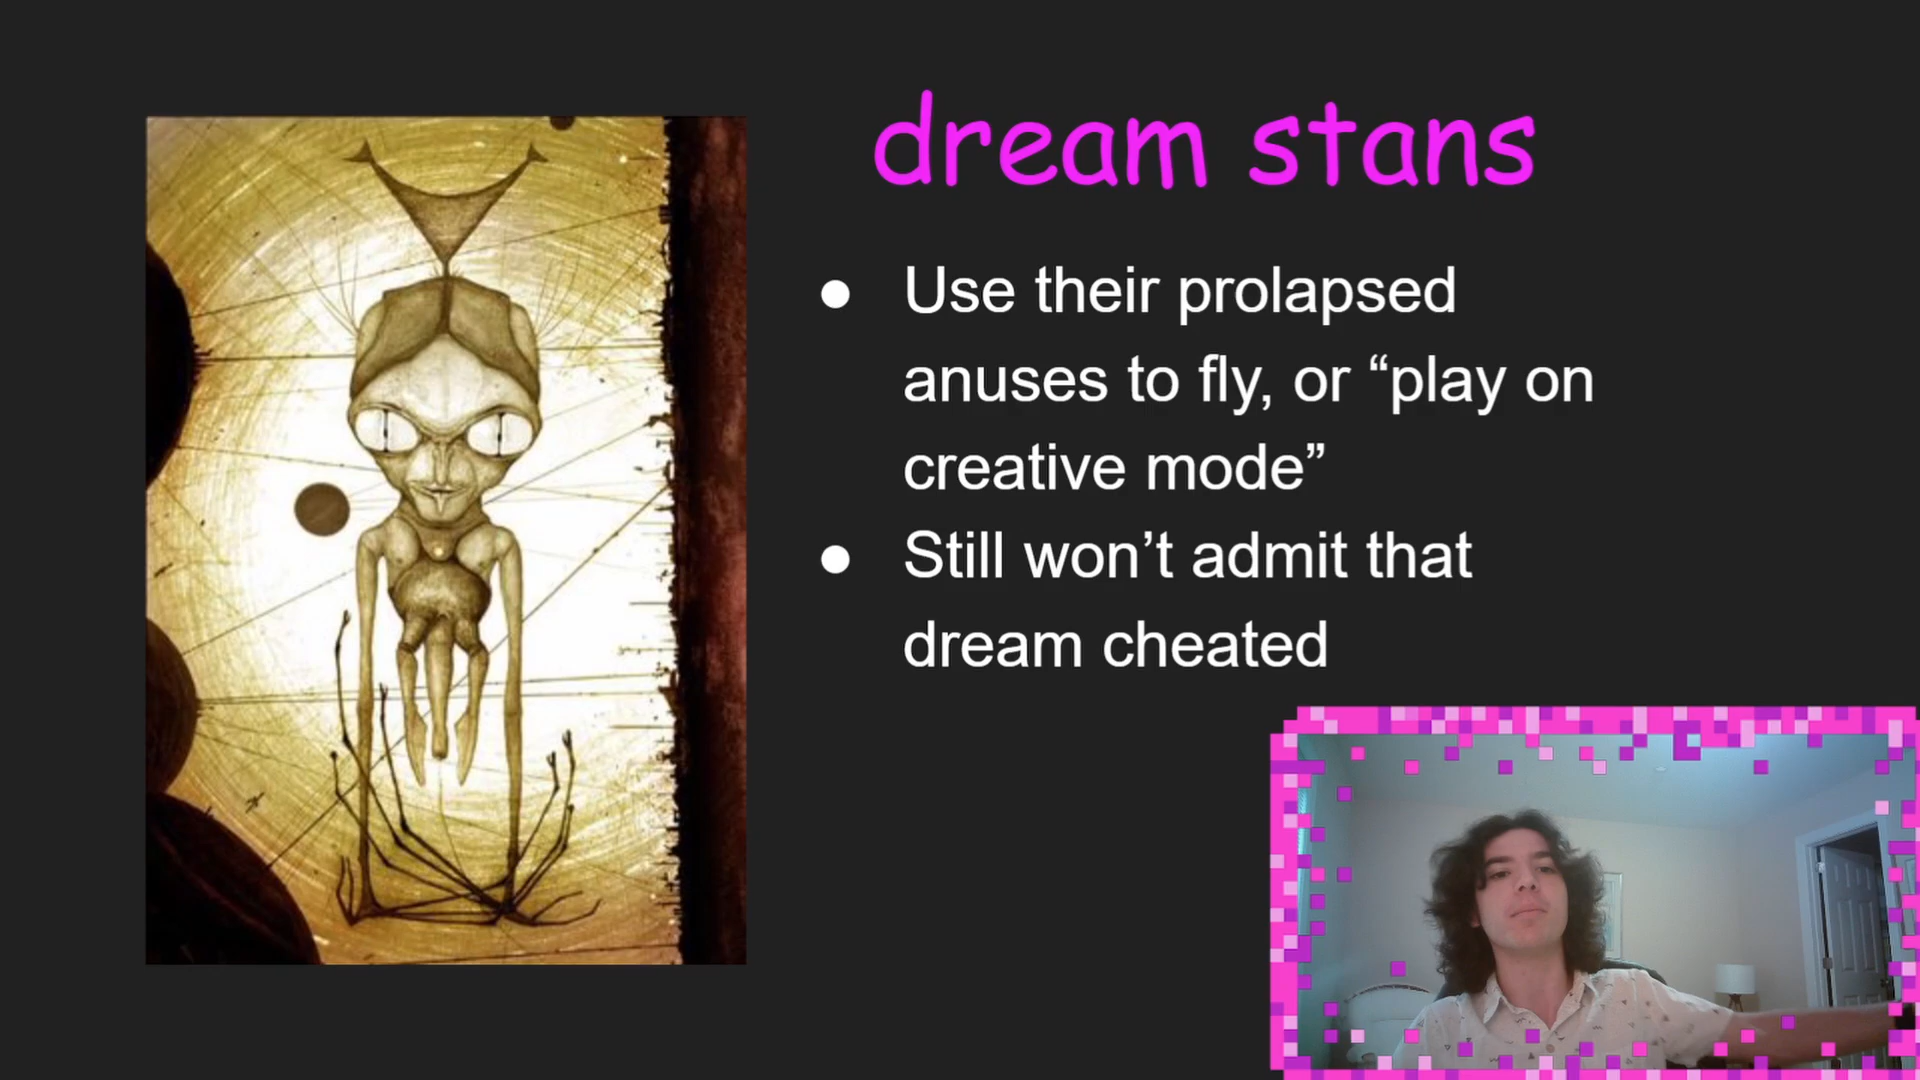 dream stans
● Use their prolapsed
anuses to fly, or “play on
creative mode”
● Still won’t admit that
dream cheated